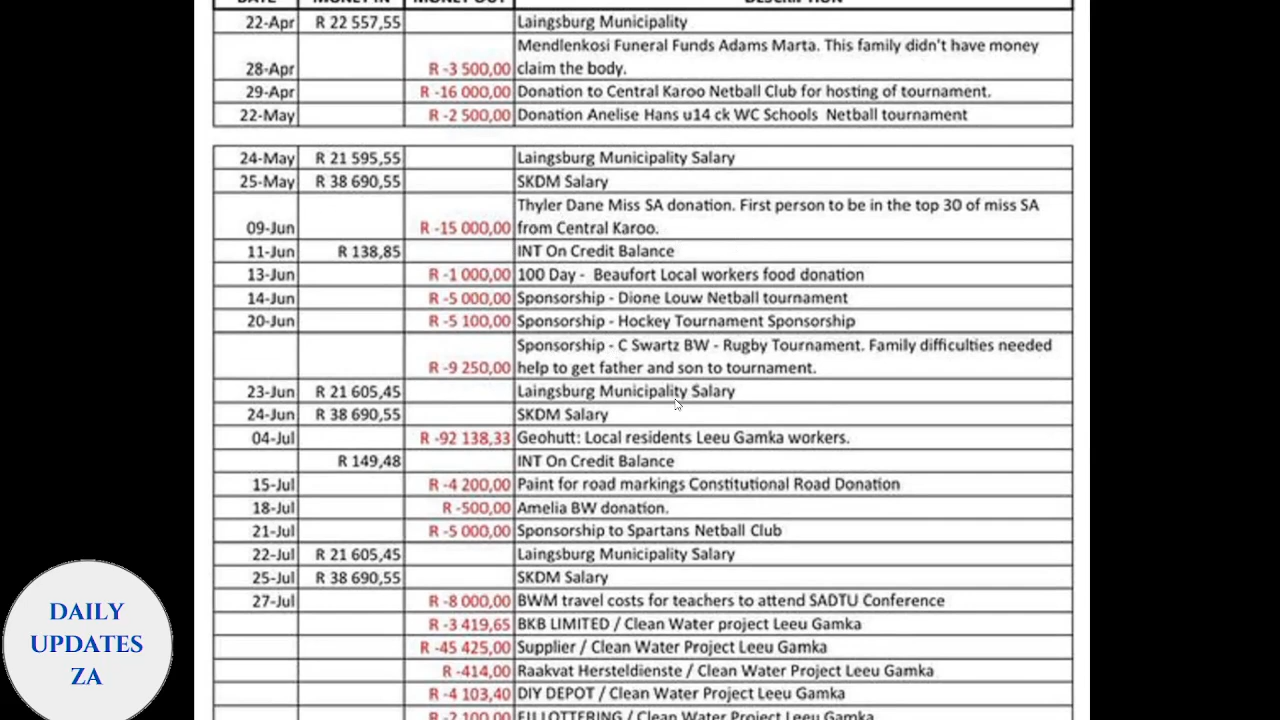 22-Apr R 22 557,55 Laingsburg Municipality
Mendlenkosi Funeral Funds Adams Marta. This family didn't have money
28-Apr R -3 500,00 claim the body.
29-Apr R -16 000,00 Donation to Central Karoo Netball Club for hosting of tournament.
22-May R -2 500,00 Donation Anelise Hans u14 ck WC Schools Netball tournament
24-May R 21 595,55 Laingsburg Municipality Salary
25-May R 38 690,55 SKDM Salary
Thyler Dane Miss SA donation. First person to be in the top 30 of miss SA
09-Jun R -15 000,00 from Central Karoo.
11-Jun R 138,85 INT On Credit Balance
13-Jun R -1 000,00 100 Day - Beaufort Local workers food donation
14-Jun R -5 000,00 Sponsorship - Dione Louw Netball tournament
20-Jun R -5 100,00 Sponsorship - Hockey Tournament Sponsorship
Sponsorship - C Swartz BW - Rugby Tournament. Family difficulties needed
R -9 250,00 help to get father and son to tournament.
23-Jun R 21 605,45 Laingsburg Municipality Salary
24-Jun R 38 690,55 SKDM Salary
04-Jul R -92 138,33 Geohutt: Local residents Leeu Gamka workers.
R 149,48 INT On Credit Balance
15-Jul R -4 200,00 Paint for road markings Constitutional Road Donation
18-Jul R -500,00 Amelia BW donation.
21-Jul R -5 000,00 Sponsorship to Spartans Netball Club
22-Jul R 21 605,45 Laingsburg Municipality Salary
25-Jul R 38 690,55 SKDM Salary
27-Jul R -8 000,00 BWM travel costs for teachers to attend SADTU Conference
R -3 419,65 BKB LIMITED / Clean Water project Leeu Gamka
R -45 425,00 Supplier / Clean Water Project Leeu Gamka
R -414,00 Raakvat Hersteldienste / Clean Water Project Leeu Gamka
R -4 103,40 DIY DEPOT / Clean Water Project Leeu Gamka
R -2 100,00 / Clean Water Project Leeu Gamka
DAILY
UPDATES
ZA